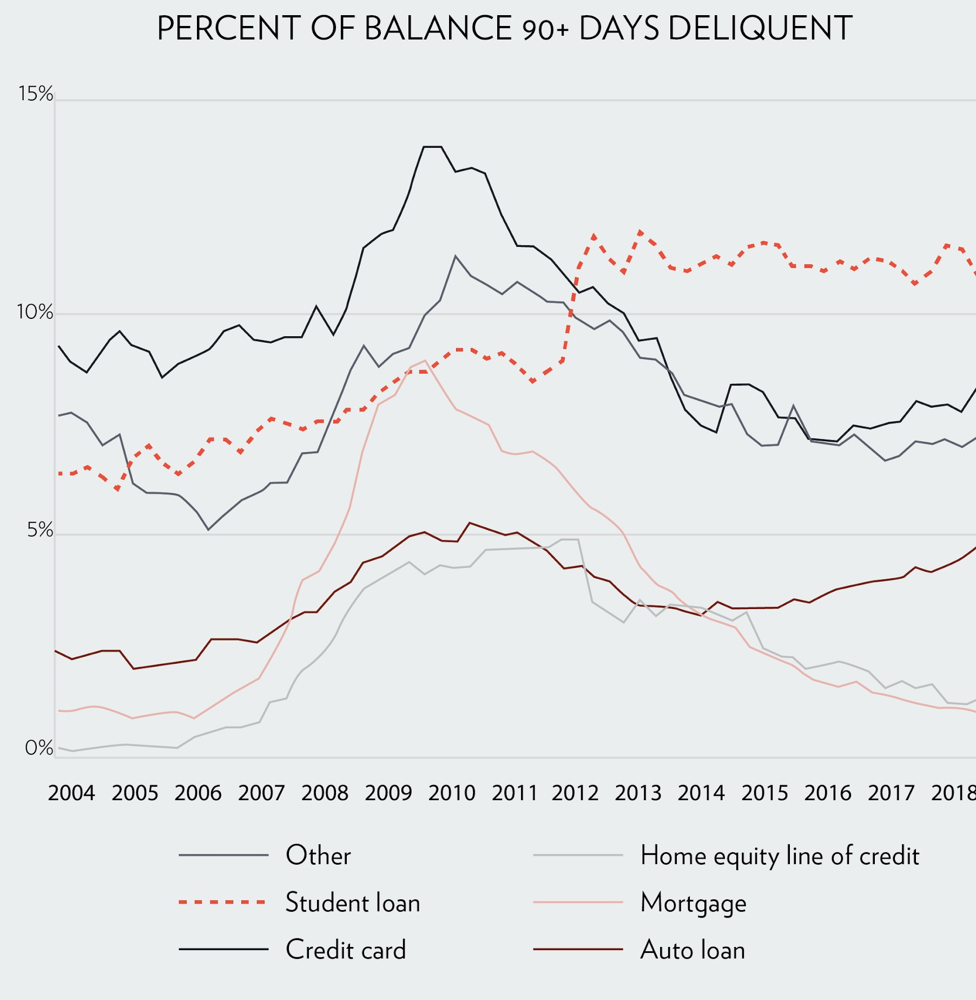 PERCENT OF BALANCE 90+ DAYS DELIQUENT
15%
10%
5%
0%
2004 2005 2006 2007 2008 2009 2010 2011 2012 2013 2014 2015 2016 2017 2018
Other Home equity line of credit
Student loan Mortgage
Credit card Auto loan